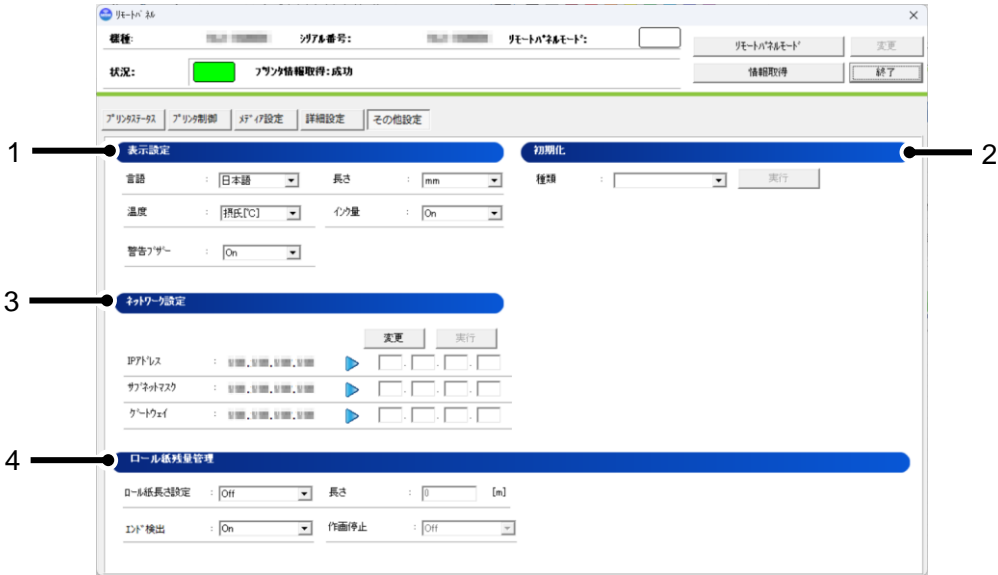 リモートパネル
機種: シリアル番号: リモートパネルモード:
リモートパネルモード 変更
状況: プリンタ情報取得:成功
情報取得 終了
プリンタステータス プリンタ制御 メディア設定 詳細設定 その他設定
1 表示設定 初期化 2
言語 : 日本語 長さ : mm 種類 : 実行
温度 : 摂氏[℃] インク量 : On
警告ブザー : On
3 ネットワーク設定
変更 実行
IPアドレス :
サブネットマスク :
ゲートウェイ :
4 ロール紙残量管理
ロール紙長さ設定 : Off 長さ : 0 [m]
エンド検出 : On 作画停止 : Off